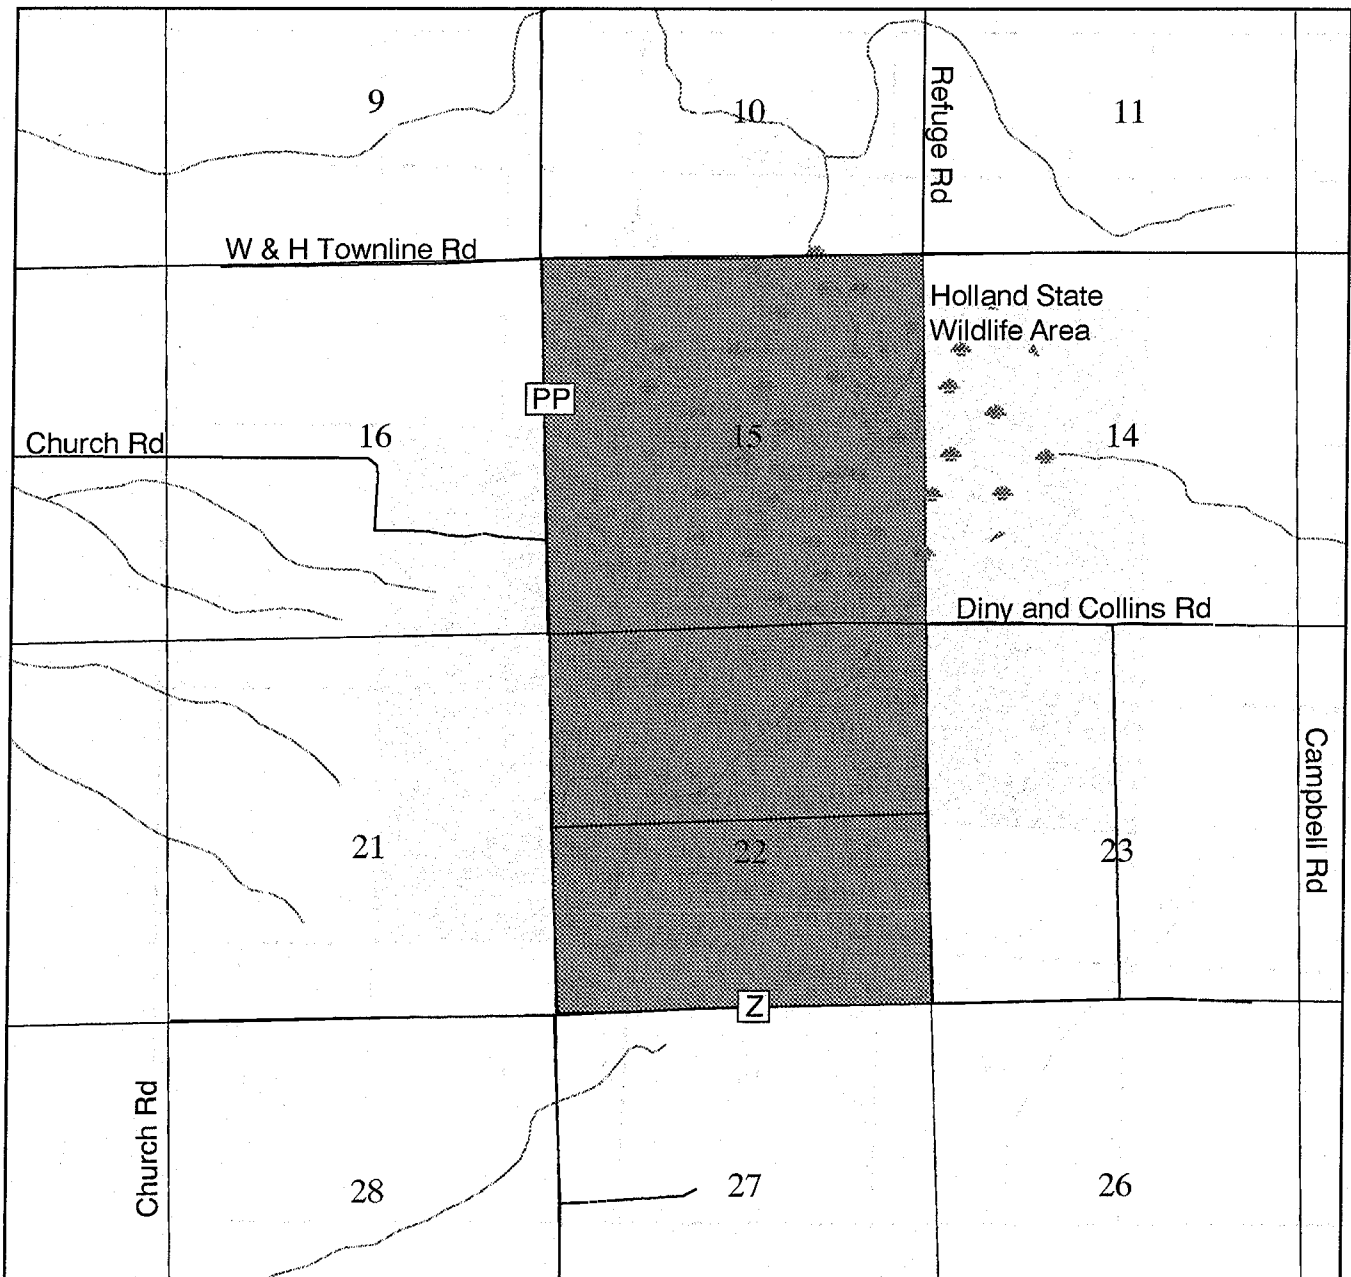 9
10
11
Refuge Rd
W & H Townline Rd
Holland State
Wildlife Area
PP
Church Rd
16
15
14
Diny and Collins Rd
Campbell Rd
21
22
23
Z
Church Rd
28
27
26